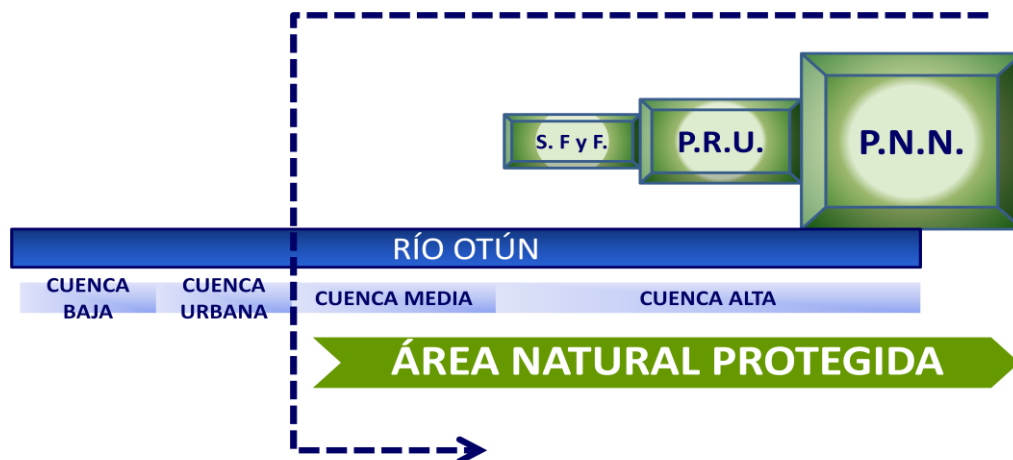 S. F y F.
P.R.U.
P.N.N.
RÍO OTÚN
CUENCA
BAJA
CUENCA
URBANA
CUENCA MEDIA
CUENCA ALTA
ÁREA NATURAL PROTEGIDA